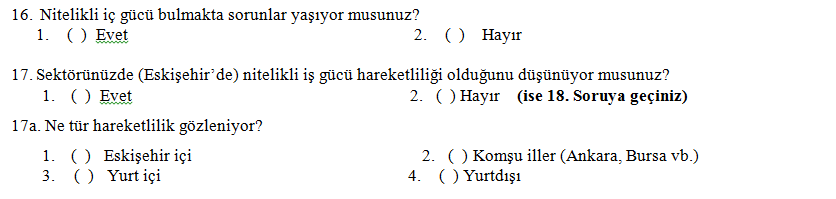 16. Nitelikli iç gücü bulmakta sorunlar yaşıyor musunuz?
1. ( ) Evet 2. ( ) Hayır
17. Sektörünüzde (Eskişehir’de) nitelikli iş gücü hareketliliği olduğunu düşünüyor musunuz?
1. ( ) Evet 2. ( ) Hayır (ise 18. Soruya geçiniz)
17a. Ne tür hareketlilik gözleniyor?
1. ( ) Eskişehir içi 2. ( ) Komşu iller (Ankara, Bursa vb.)
3. ( ) Yurt içi 4. ( ) Yurtdışı